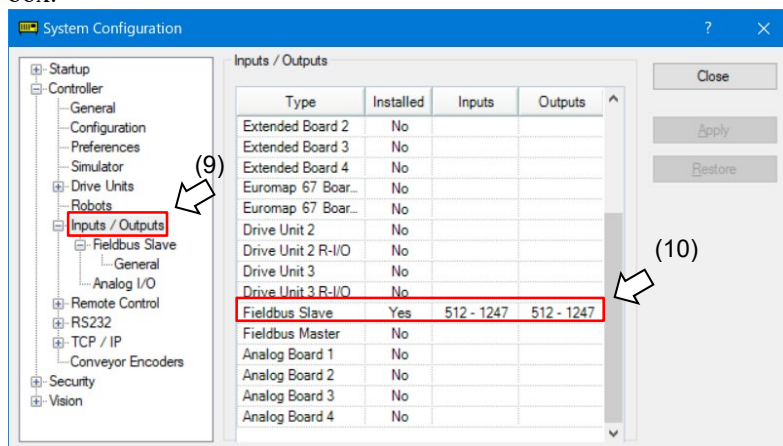 System Configuration ? ×
Startup
Controller
General
Configuration
Preferences
Simulator
Drive Units
Robots
Inputs / Outputs
Fieldbus Slave
General
Analog I/O
Remote Control
RS232
TCP / IP
Conveyor Encoders
Security
Vision
(9)
Inputs / Outputs
Type Installed Inputs Outputs
Extended Board 2 No
Extended Board 3 No
Extended Board 4 No
Euromap 67 Boar... No
Euromap 67 Boar... No
Drive Unit 2 No
Drive Unit 2 R-I/O No
Drive Unit 3 No
Drive Unit 3 R-I/O No
Fieldbus Slave Yes 512 - 1247 512 - 1247
Fieldbus Master No
Analog Board 1 No
Analog Board 2 No
Analog Board 3 No
Analog Board 4 No
(10)
Close
Apply
Restore